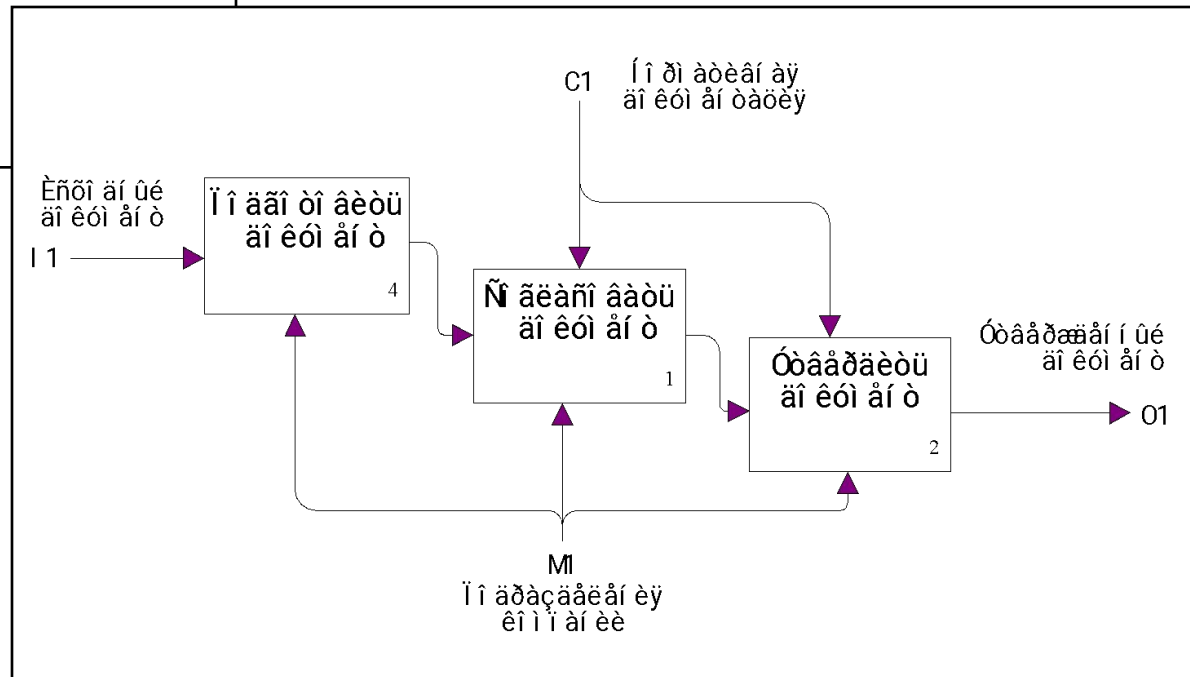 C1
Íîðìàòèâíàÿ
äîêóìåíòàöèÿ
Èñõîäíûé
äîêóìåíò
I1
Ïîäãîòîâèòü
äîêóìåíò
4
Ñîãëàñîâàòü
äîêóìåíò
1
Óòâåðäèòü
äîêóìåíò
2
Óòâåðæäåííûé
äîêóìåíò
O1
M1
Ïîäðàçäåëåíèÿ
êîìïàíèè